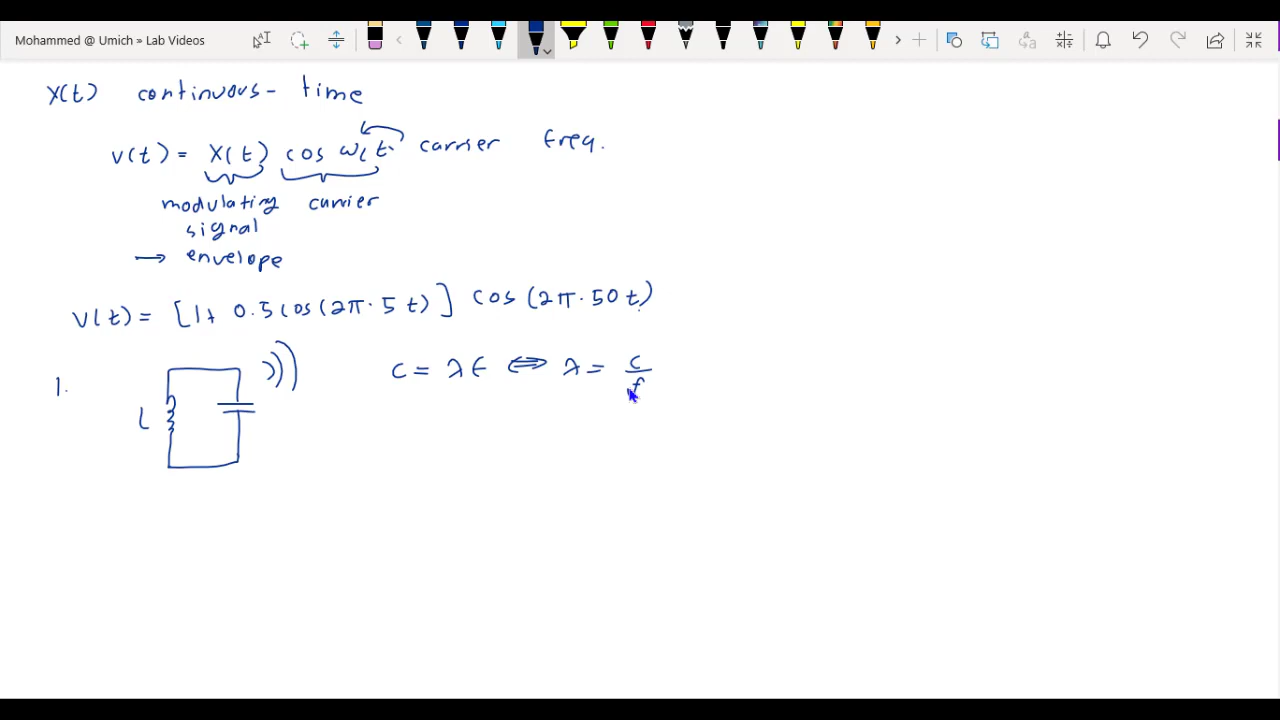 Mohammed @ Umich » Lab Videos
X(t) continuous- time
v(t) = X(t) cos ωct carrier freq.
modulating carrier
signal
→ envelope
v(t) = [1+ 0.5 cos(2π·5 t)] cos (2π·50 t)
1.
L
c = λf ⟺ λ = c/f